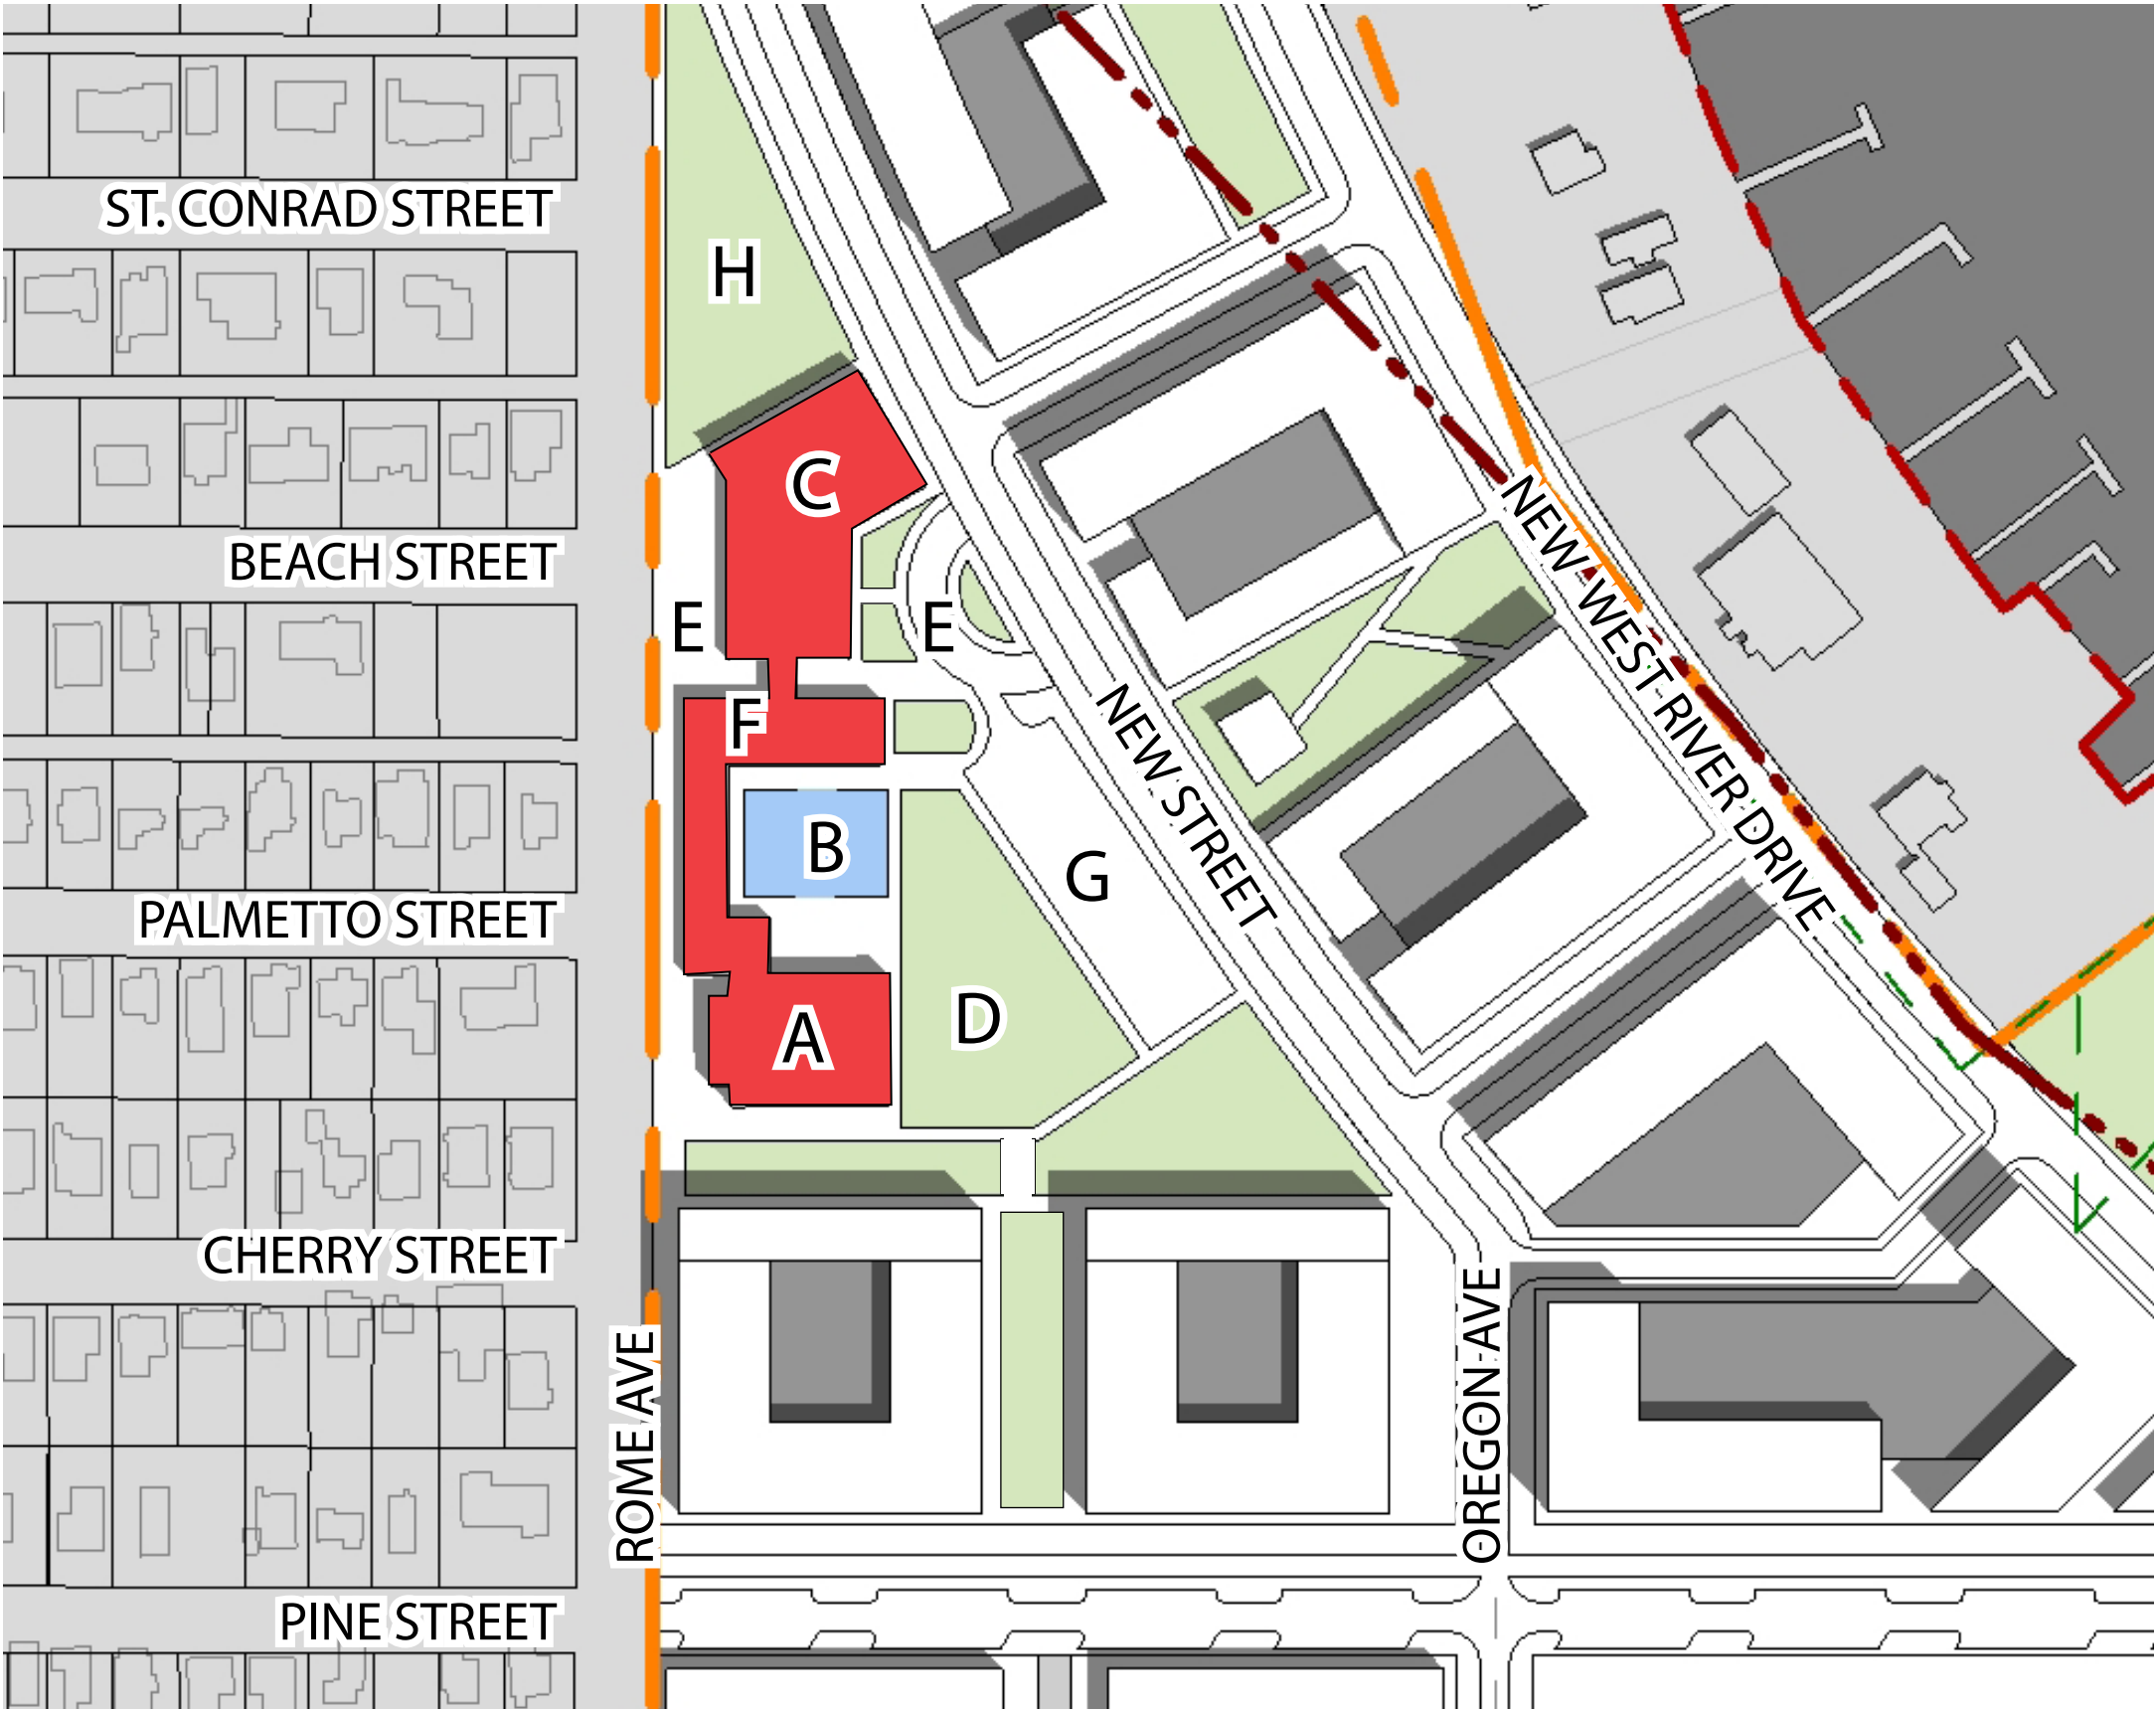 ST. CONRAD STREET
H
C
BEACH STREET
E
E
F
NEW WEST RIVER DRIVE
NEW STREET
B
G
PALMETTO STREET
D
A
CHERRY STREET
ROME AVE
OREGON AVE
PINE STREET